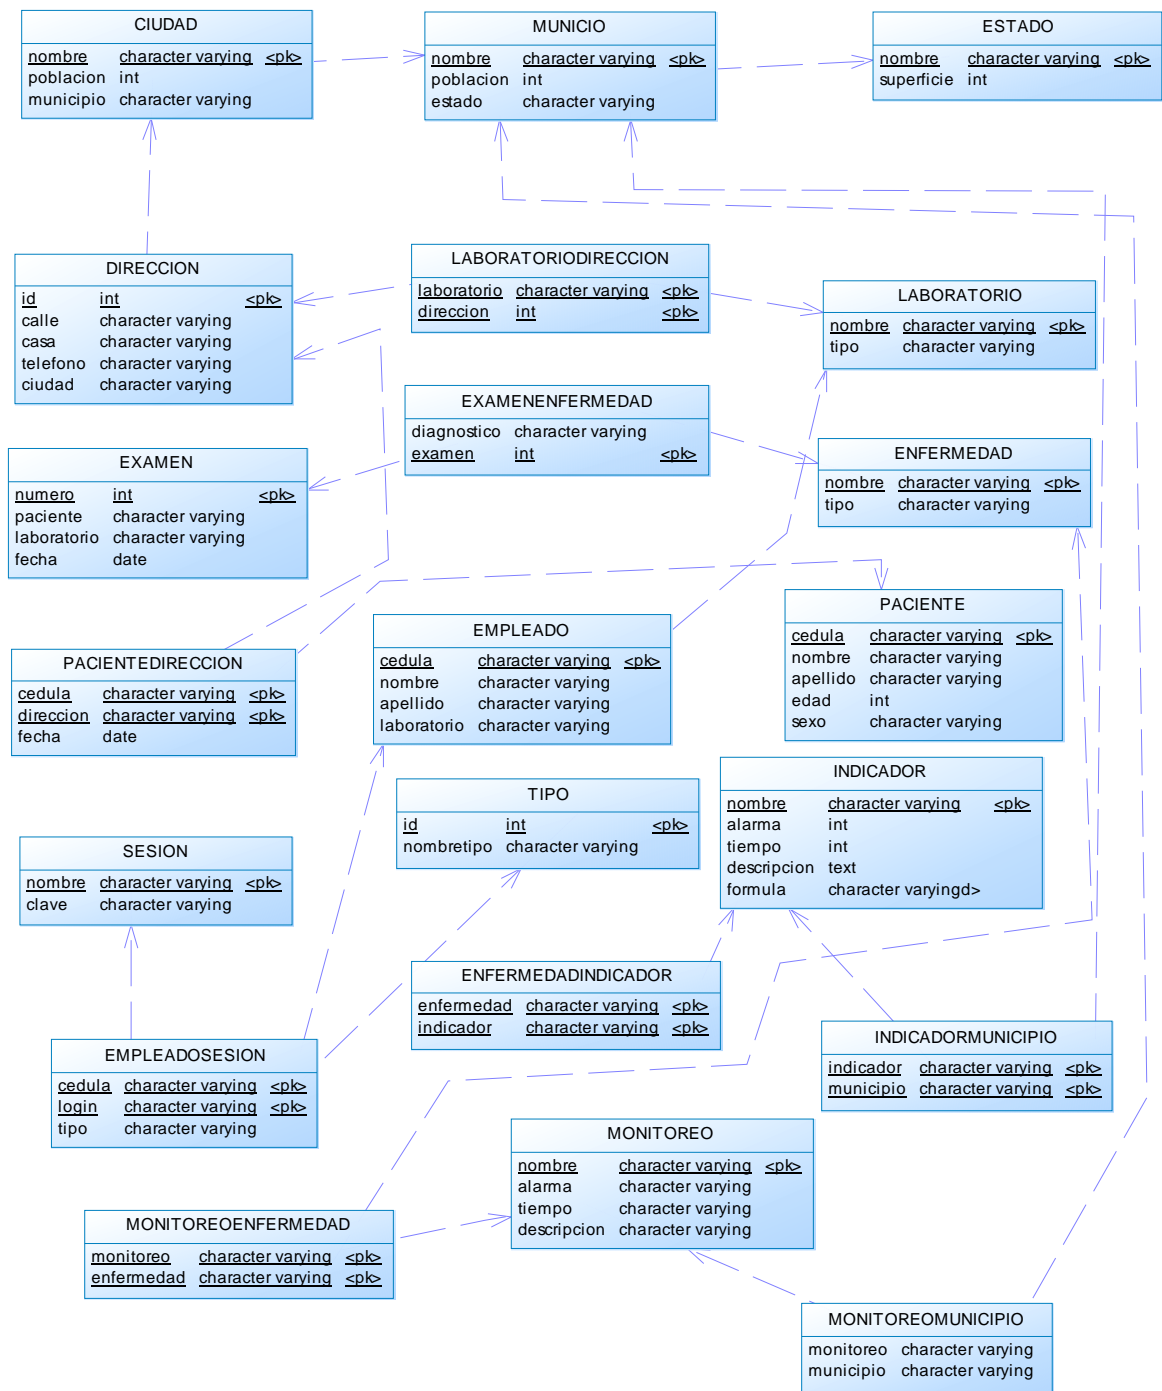 CIUDAD
nombre character varying <pk>
poblacion int
municipio character varying
MUNICIO
nombre character varying <pk>
poblacion int
estado character varying
ESTADO
nombre character varying <pk>
superficie int
DIRECCION
id int <pk>
calle character varying
casa character varying
telefono character varying
ciudad character varying
LABORATORIODIRECCION
laboratorio character varying <pk>
direccion int <pk>
LABORATORIO
nombre character varying <pk>
tipo character varying
EXAMENENFERMEDAD
diagnostico character varying
examen int <pk>
ENFERMEDAD
nombre character varying <pk>
tipo character varying
EXAMEN
numero int <pk>
paciente character varying
laboratorio character varying
fecha date
PACIENTE
cedula character varying <pk>
nombre character varying
apellido character varying
edad int
sexo character varying
EMPLEADO
cedula character varying <pk>
nombre character varying
apellido character varying
laboratorio character varying
PACIENTEDIRECCION
cedula character varying <pk>
direccion character varying <pk>
fecha date
INDICADOR
nombre character varying <pk>
alarma int
tiempo int
descripcion text
formula character varyingd>
TIPO
id int <pk>
nombretipo character varying
SESION
nombre character varying <pk>
clave character varying
ENFERMEDADINDICADOR
enfermedad character varying <pk>
indicador character varying <pk>
INDICADORMUNICIPIO
indicador character varying <pk>
municipio character varying <pk>
EMPLEADOSESION
cedula character varying <pk>
login character varying <pk>
tipo character varying
MONITOREO
nombre character varying <pk>
alarma character varying
tiempo character varying
descripcion character varying
MONITOREOENFERMEDAD
monitoreo character varying <pk>
enfermedad character varying <pk>
MONITOREOMUNICIPIO
monitoreo character varying
municipio character varying